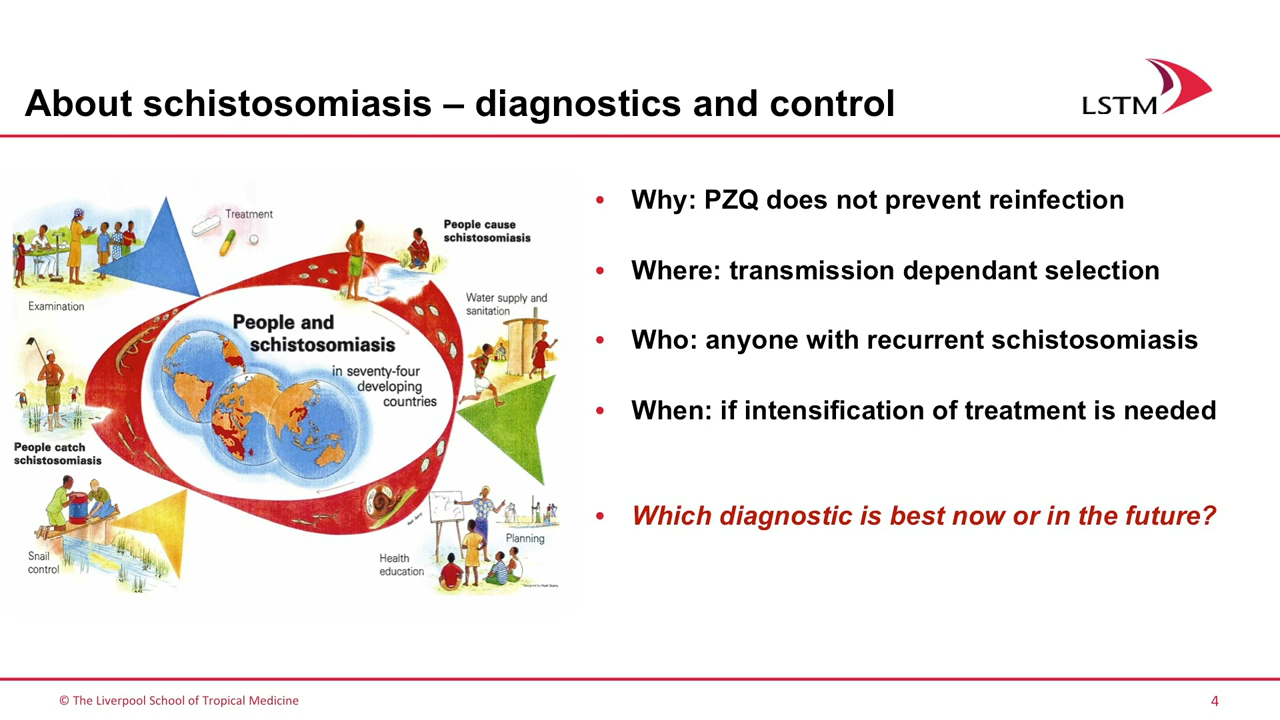 About schistosomiasis – diagnostics and control
LSTM
Treatment
Examination
People cause
schistosomiasis
Water supply and
sanitation
People and
schistosomiasis
in seventy-four
developing
countries
People catch
schistosomiasis
Snail
control
Health
education
Planning
• Why: PZQ does not prevent reinfection
• Where: transmission dependant selection
• Who: anyone with recurrent schistosomiasis
• When: if intensification of treatment is needed
• Which diagnostic is best now or in the future?
© The Liverpool School of Tropical Medicine
4